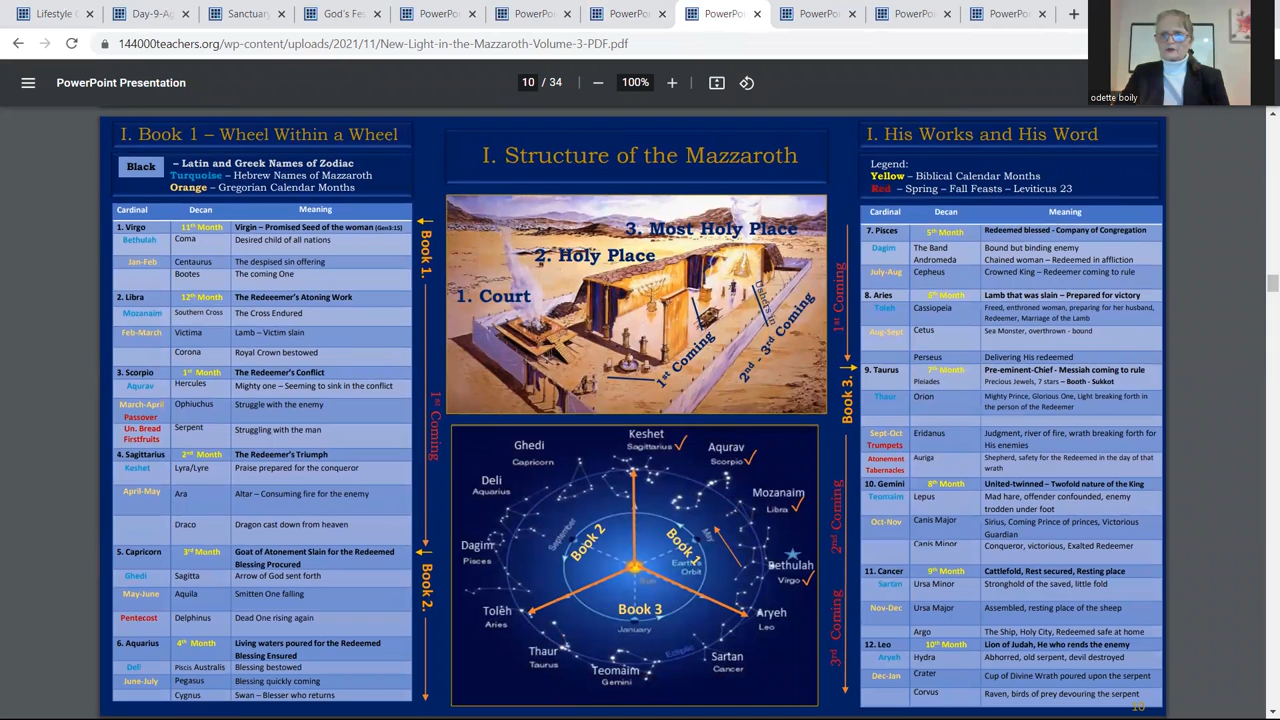 Lifestyle C
Day-9-Ag
Sanctuary
God's Fes
PowerPo
PowerPo
PowerPo
PowerPo
PowerPo
PowerPo
PowerPo
144000teachers.org/wp-content/uploads/2021/11/New-Light-in-the-Mazzaroth-Volume-3-PDF.pdf
PowerPoint Presentation
10 / 34
100%
odette boily
I. Book 1 – Wheel Within a Wheel
Black – Latin and Greek Names of Zodiac
Turquoise – Hebrew Names of Mazzaroth
Orange – Gregorian Calendar Months
Cardinal Decan Meaning
1. Virgo 11th Month Virgin – Promised Seed of the woman (Gen3:15)
Bethulah Coma Desired child of all nations
Jan-Feb Centaurus The despised sin offering
Bootes The coming One
2. Libra 12th Month The Redeeemer's Atoning Work
Mozanaim Southern Cross The Cross Endured
Feb-March Victima Lamb – Victim slain
Corona Royal Crown bestowed
3. Scorpio 1st Month The Redeemer's Conflict
Aqurav Hercules Mighty one – Seeming to sink in the conflict
March-April Ophiuchus Struggle with the enemy
Passover
Un. Bread Serpent Struggling with the man
Firstfruits
4. Sagittarius 2nd Month The Redeemer's Triumph
Keshet Lyra/Lyre Praise prepared for the conqueror
April-May Ara Altar – Consuming fire for the enemy
Draco Dragon cast down from heaven
5. Capricorn 3rd Month Goat of Atonement Slain for the Redeemed
Blessing Procured
Ghedi Sagitta Arrow of God sent forth
May-June Aquila Smitten One falling
Pentecost Delphinus Dead One rising again
6. Aquarius 4th Month Living waters poured for the Redeemed
Blessing Ensured
Deli Piscis Australis Blessing bestowed
June-July Pegasus Blessing quickly coming
Cygnus Swan – Blesser who returns
Book 1.
1st Coming
Book 2.
I. Structure of the Mazzaroth
3. Most Holy Place
2. Holy Place
1. Court
1st Coming
2nd - 3rd Coming
Keshet
Sagittarius
Ghedi
Capricorn
Aqurav
Scorpio
Deli
Aquarius
Mozanaim
Libra
Dagim
Pisces
Book 2
Book 1
May
Earth's
Orbit
Bethulah
Virgo
Toleh
Aries
Book 3
January
Aryeh
Leo
Thaur
Taurus
Ecliptic
Sartan
Cancer
Teomaim
Gemini
1st Coming
Book 3.
2nd Coming
3rd Coming
I. His Works and His Word
Legend:
Yellow – Biblical Calendar Months
Red – Spring – Fall Feasts – Leviticus 23
Cardinal Decan Meaning
7. Pisces 5th Month Redeemed blessed - Company of Congregation
Dagim The Band Bound but binding enemy
Andromeda Chained woman – Redeemed in affliction
July-Aug Cepheus Crowned King – Redeemer coming to rule
8. Aries Month Lamb that was slain – Prepared for victory
Toleh Cassiopeia Freed, enthroned woman, preparing for her husband,
Redeemer, Marriage of the Lamb
Aug-Sept Cetus Sea Monster, overthrown - bound
Perseus Delivering His redeemed
9. Taurus 7th Month Pre-eminent-Chief - Messiah coming to rule
Pleiades Precious Jewels, 7 stars – Booth - Sukkot
Thaur Orion Mighty Prince, Glorious One, Light breaking forth in
the person of the Redeemer
Sept-Oct Eridanus Judgment, river of fire, wrath breaking forth for
Trumpets His enemies
Atonement Auriga Shepherd, safety for the Redeemed in the day of that
Tabernacles wrath
10. Gemini 8th Month United-twinned – Twofold nature of the King
Teomaim Lepus Mad hare, offender confounded, enemy
trodden under foot
Oct-Nov Canis Major Sirius, Coming Prince of princes, Victorious
Guardian
Canis Minor Conqueror, victorious, Exalted Redeemer
11. Cancer 9th Month Cattlefold, Rest secured, Resting place
Sartan Ursa Minor Stronghold of the saved, little fold
Nov-Dec Ursa Major Assembled, resting place of the sheep
Argo The Ship, Holy City, Redeemed safe at home
12. Leo 10th Month Lion of Judah, He who rends the enemy
Aryeh Hydra Abhorred, old serpent, devil destroyed
Dec-Jan Crater Cup of Divine Wrath poured upon the serpent
Corvus Raven, birds of prey devouring the serpent
10